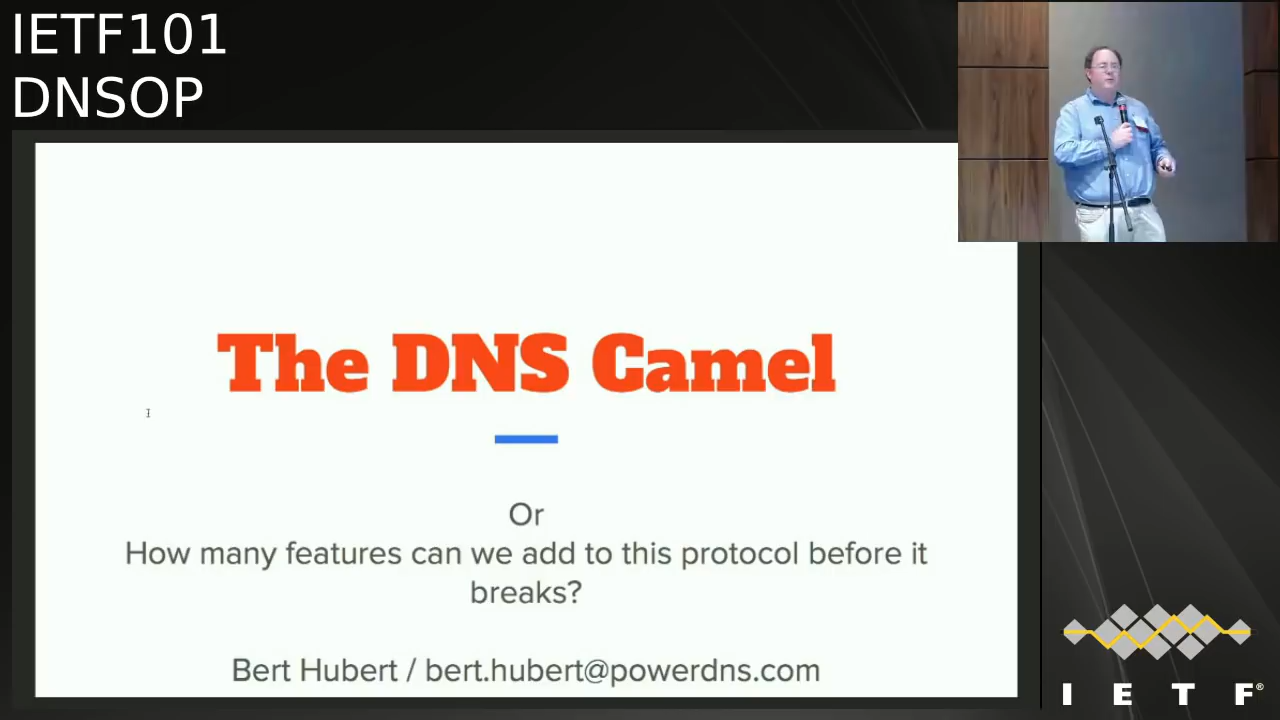 IETF101
DNSOP
The DNS Camel
Or
How many features can we add to this protocol before it
breaks?
Bert Hubert / bert.hubert@powerdns.com
I E T F®